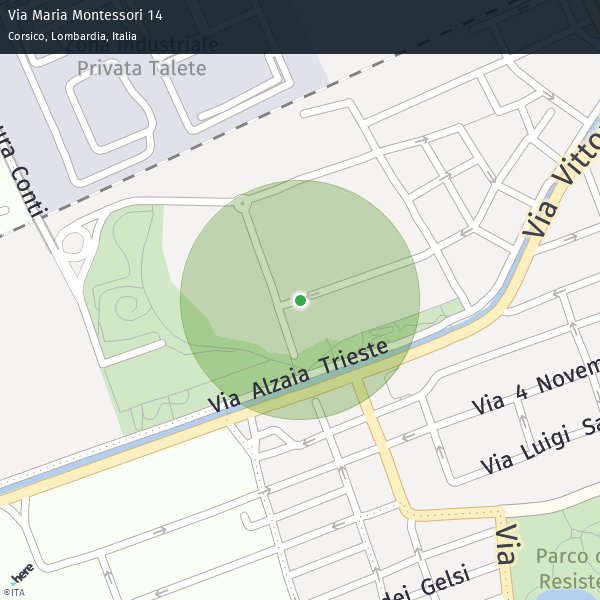 Via Maria Montessori 14
Corsico, Lombardia, Italia
Zona Industriale
Privata Talete
ura Conti
Via Vitto
Via Alzaia Trieste
Via 4 Novem
Via Luigi Sa
Via
Parco d
Resiste
dei Gelsi
here
©ITA